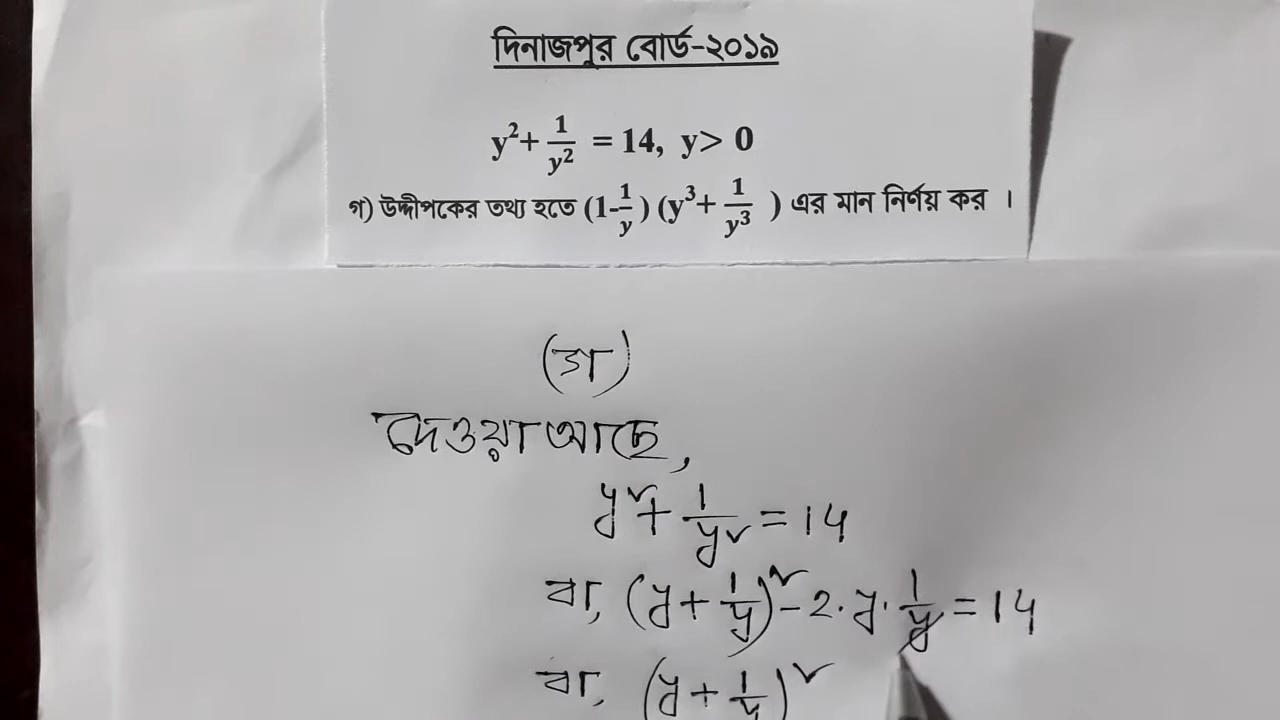 দিনাজপুর বোর্ড-২০১৯
y²+ 1/y² = 14, y> 0
গ) উদ্দীপকের তথ্য হতে (1-1/y) (y³+ 1/y³ ) এর মান নির্ণয় কর ।
(গ)
দেওয়া আছে,
y² + 1/y² = 14
বা, (y + 1/y)² - 2·y·1/y = 14
বা, (y + 1/y)²